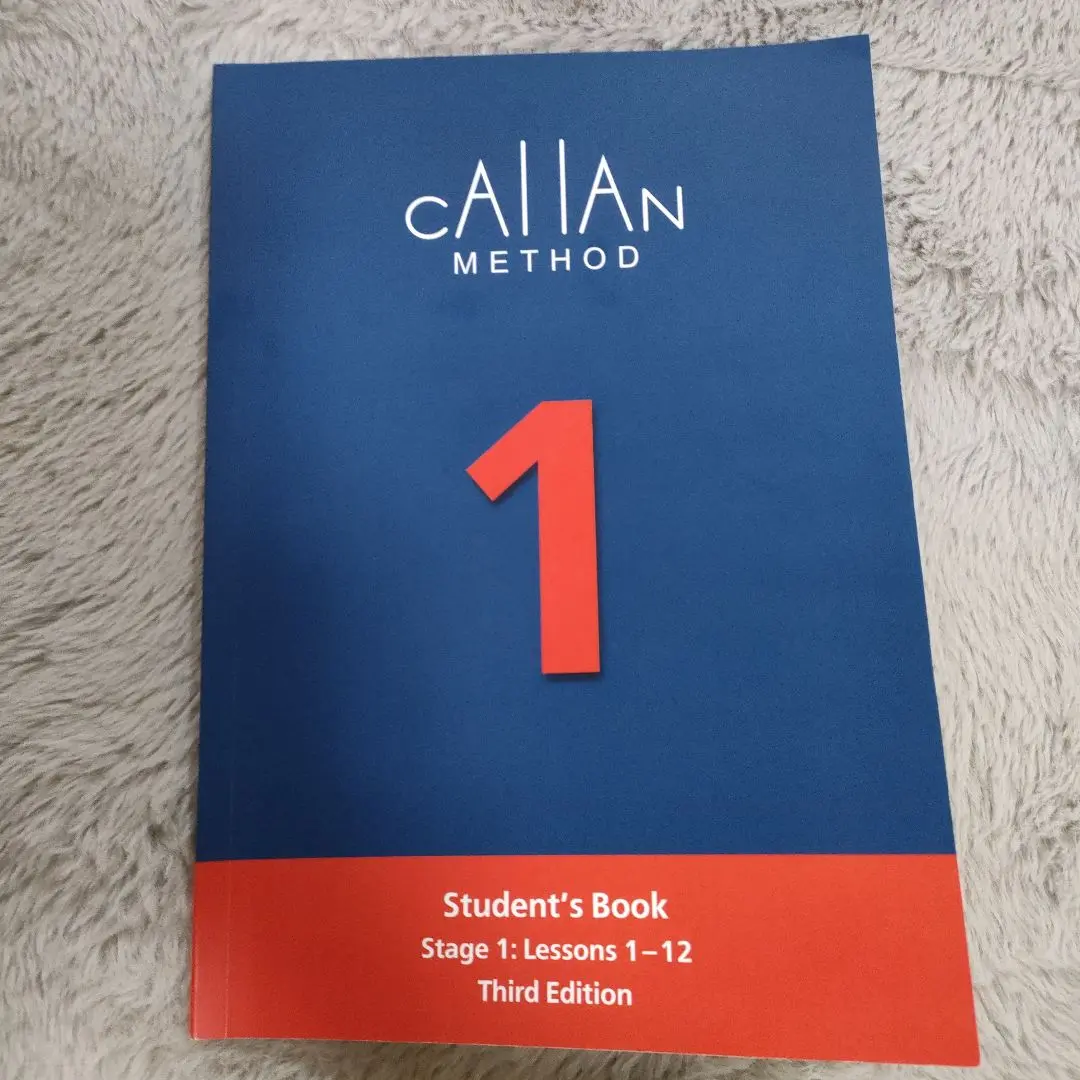 CAllAN
METHOD
1
Student's Book
Stage 1: Lessons 1–12
Third Edition